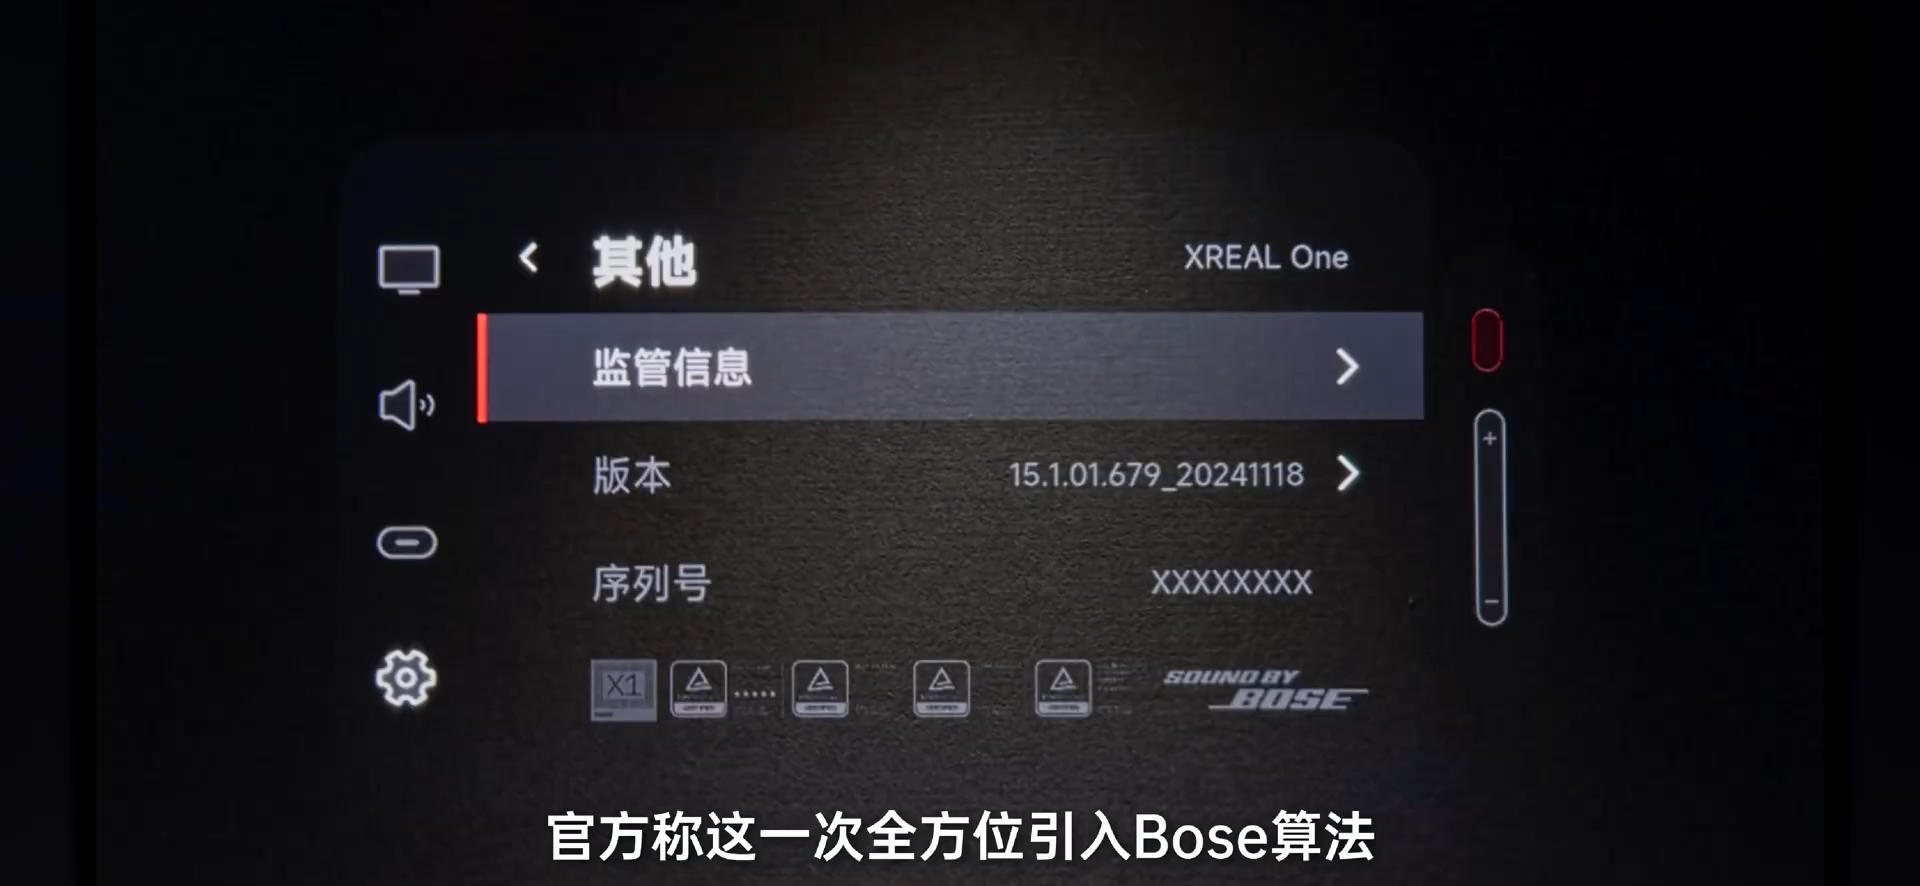 其他
XREAL One
监管信息
版本
15.1.01.679_20241118
序列号
XXXXXXXX
X1
SOUND BY
BOSE
官方称这一次全方位引入Bose算法